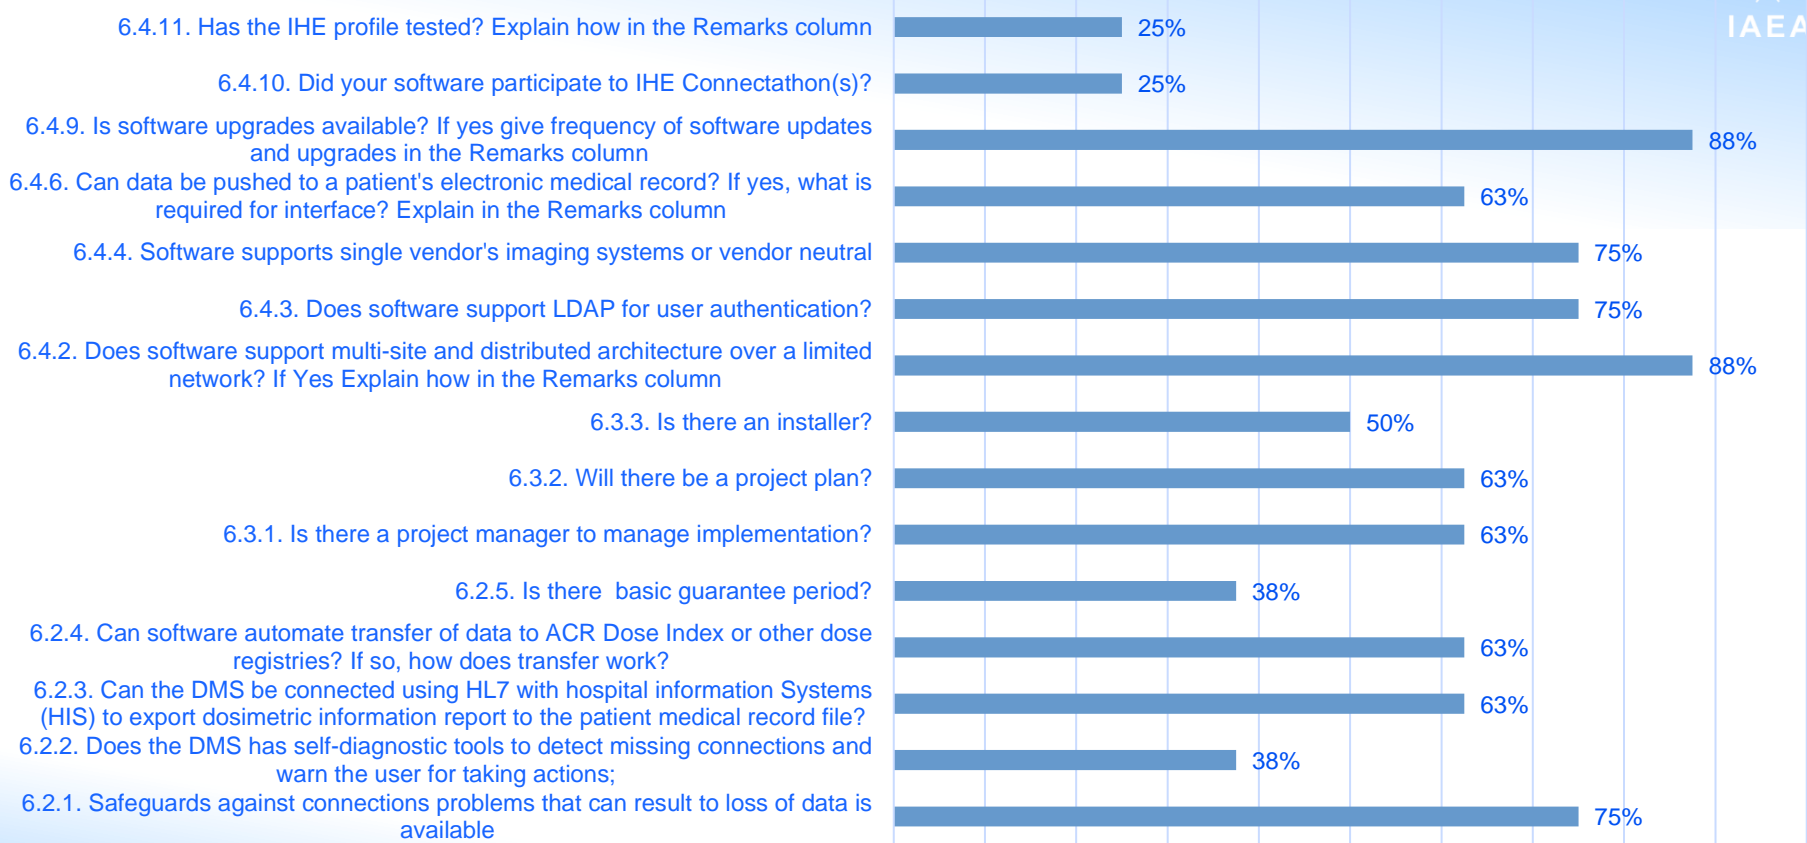 IAEA
6.4.11. Has the IHE profile tested? Explain how in the Remarks column
25%
6.4.10. Did your software participate to IHE Connectathon(s)?
25%
6.4.9. Is software upgrades available? If yes give frequency of software updates
and upgrades in the Remarks column
88%
6.4.6. Can data be pushed to a patient's electronic medical record? If yes, what is
required for interface? Explain in the Remarks column
63%
6.4.4. Software supports single vendor's imaging systems or vendor neutral
75%
6.4.3. Does software support LDAP for user authentication?
75%
6.4.2. Does software support multi-site and distributed architecture over a limited
network? If Yes Explain how in the Remarks column
88%
6.3.3. Is there an installer?
50%
6.3.2. Will there be a project plan?
63%
6.3.1. Is there a project manager to manage implementation?
63%
6.2.5. Is there  basic guarantee period?
38%
6.2.4. Can software automate transfer of data to ACR Dose Index or other dose
registries? If so, how does transfer work?
63%
6.2.3. Can the DMS be connected using HL7 with hospital information Systems
(HIS) to export dosimetric information report to the patient medical record file?
63%
6.2.2. Does the DMS has self-diagnostic tools to detect missing connections and
warn the user for taking actions;
38%
6.2.1. Safeguards against connections problems that can result to loss of data is
available
75%